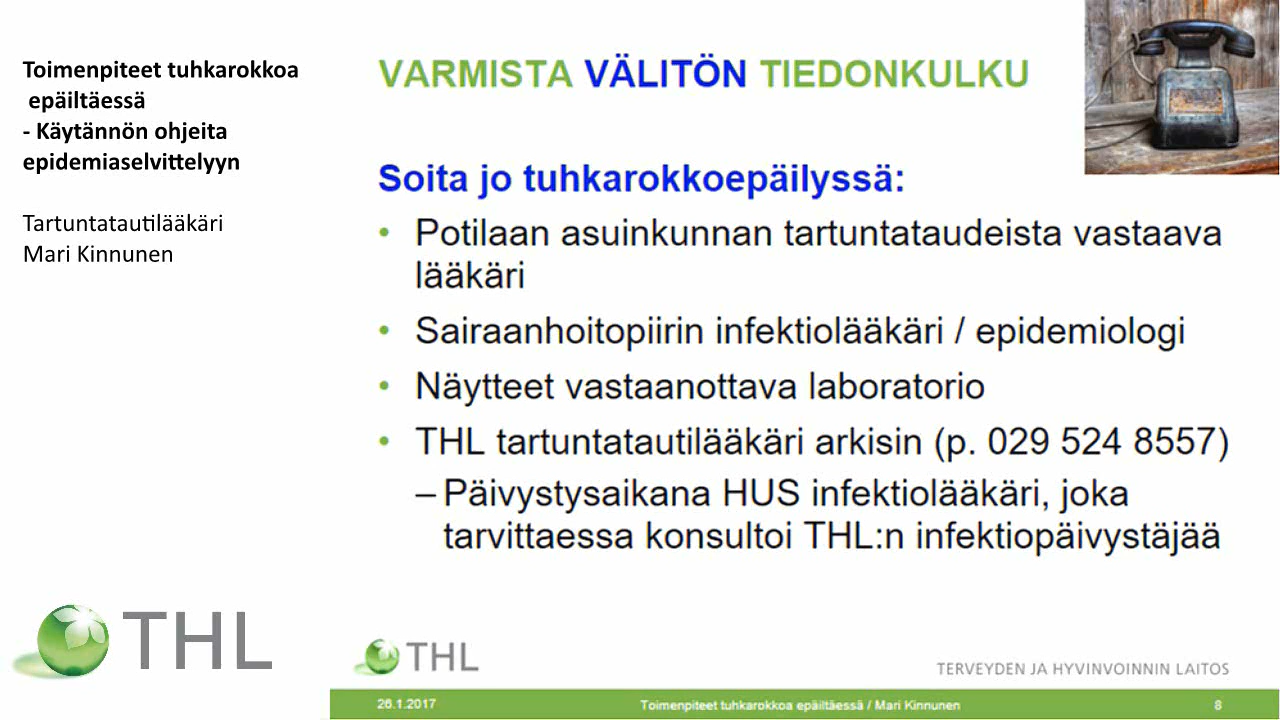 Toimenpiteet tuhkarokkoa
epäiltäessä
- Käytännön ohjeita
epidemiaselvittelyyn
Tartuntatautilääkäri
Mari Kinnunen
THL
VARMISTA VÄLITÖN TIEDONKULKU
Soita jo tuhkarokkoepäilyssä:
• Potilaan asuinkunnan tartuntataudeista vastaava
lääkäri
• Sairaanhoitopiirin infektiolääkäri / epidemiologi
• Näytteet vastaanottava laboratorio
• THL tartuntatautilääkäri arkisin (p. 029 524 8557)
– Päivystysaikana HUS infektiolääkäri, joka
tarvittaessa konsultoi THL:n infektiopäivystäjää
THL
TERVEYDEN JA HYVINVOINNIN LAITOS
26.1.2017
Toimenpiteet tuhkarokkoa epäiltäessä / Mari Kinnunen
8